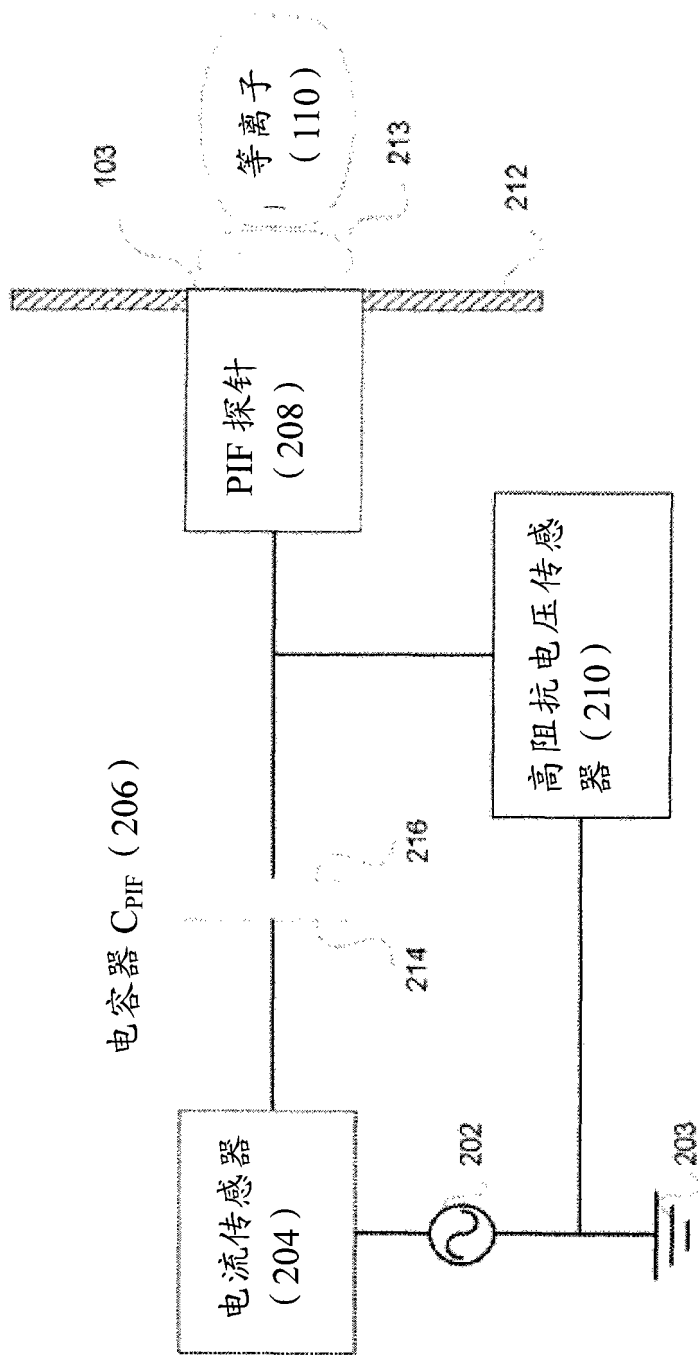 电容器 CPIF（206）
电流传感器
（204）
PIF 探针
（208）
等离子
（110）
高阻抗电压传感
器（210）
103
213
212
214
216
202
203